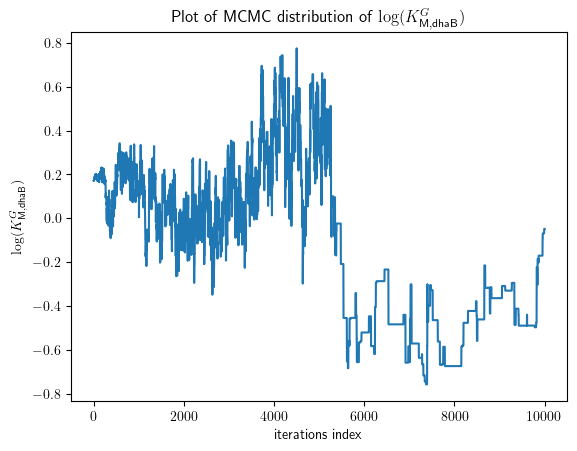 Plot of MCMC distribution of log(K^G_M,dhaB)
log(K^G_M,dhaB)
0.8
0.6
0.4
0.2
0.0
−0.2
−0.4
−0.6
−0.8
0 2000 4000 6000 8000 10000
iterations index